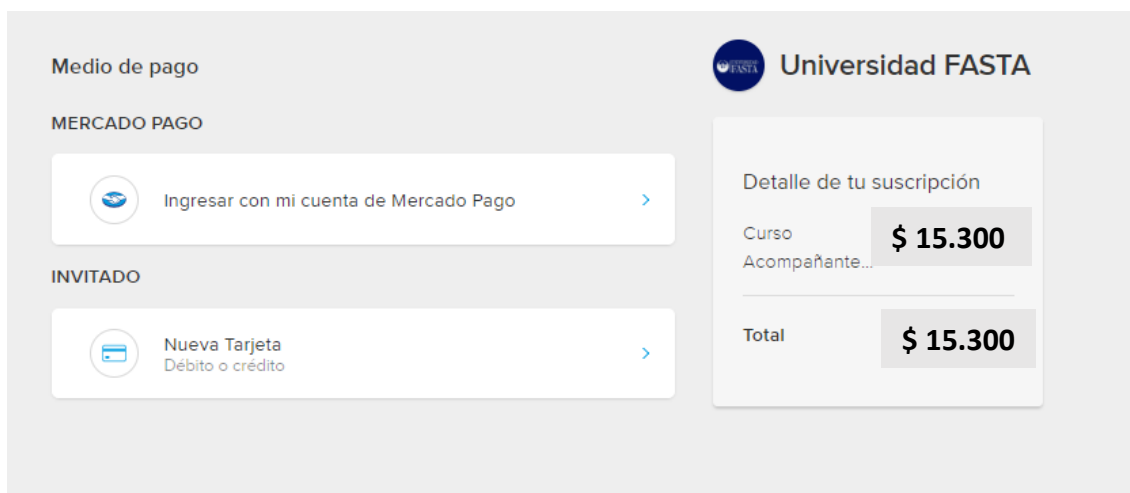 Medio de pago
MERCADO PAGO
Ingresar con mi cuenta de Mercado Pago
INVITADO
Nueva Tarjeta
Débito o crédito
FASTA
Universidad FASTA
Detalle de tu suscripción
Curso
Acompañante...
$ 15.300
Total
$ 15.300